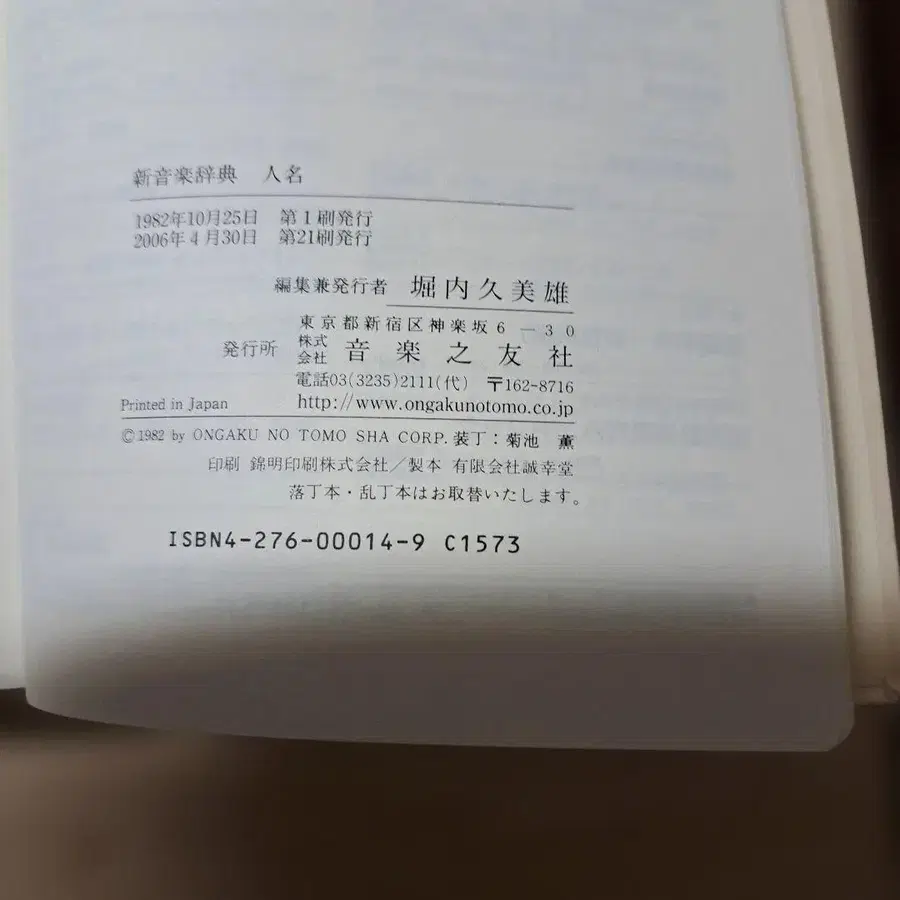 新音楽辞典　人名
1982年10月25日　第1刷発行
2006年4月30日　第21刷発行
編集兼発行者　堀内久美雄
東京都新宿区神楽坂6―30
発行所　株式会社　音楽之友社
電話03(3235)2111(代)　〒162-8716
Printed in Japan　http://www.ongakunotomo.co.jp
©1982 by ONGAKU NO TOMO SHA CORP. 装丁：菊池　薫
印刷 錦明印刷株式会社／製本 有限会社誠幸堂
落丁本・乱丁本はお取替いたします。
ISBN4-276-00014-9 C1573